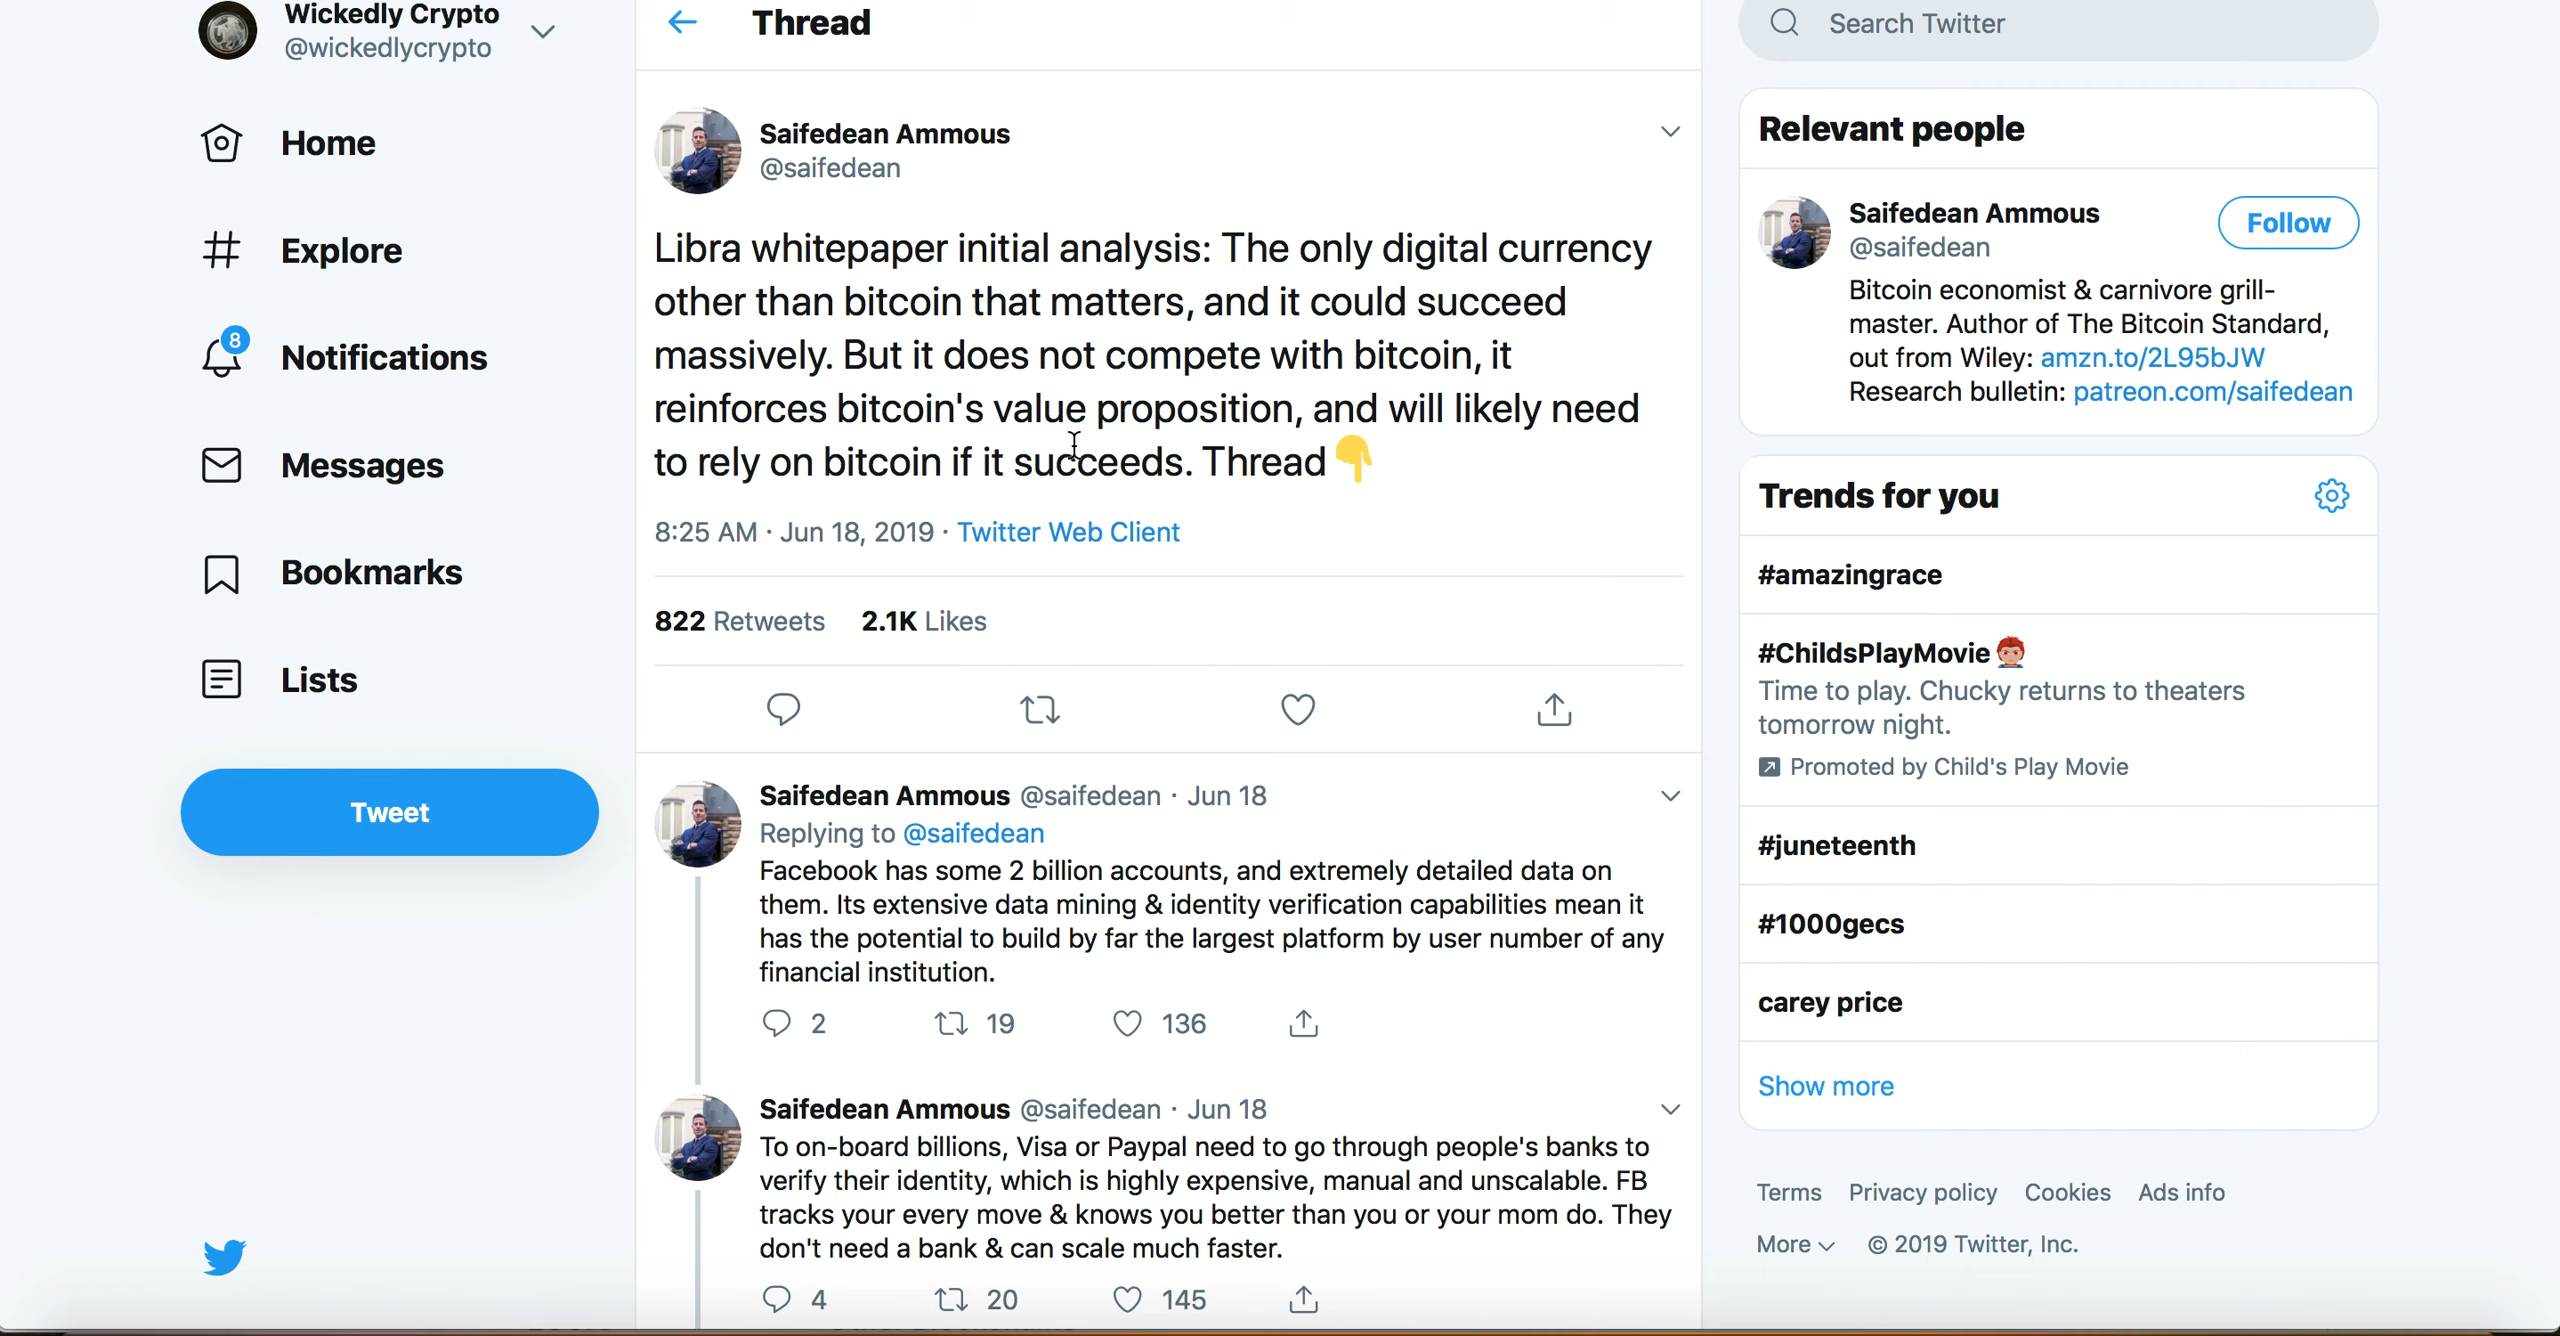 Wickedly Crypto
@wickedlycrypto
Home
Explore
8
Notifications
Messages
Bookmarks
Lists
Tweet
Thread
Saifedean Ammous
@saifedean
Libra whitepaper initial analysis: The only digital currency
other than bitcoin that matters, and it could succeed
massively. But it does not compete with bitcoin, it
reinforces bitcoin's value proposition, and will likely need
to rely on bitcoin if it succeeds. Thread👇
8:25 AM · Jun 18, 2019 · Twitter Web Client
822 Retweets 2.1K Likes
Saifedean Ammous @saifedean · Jun 18
Replying to @saifedean
Facebook has some 2 billion accounts, and extremely detailed data on
them. Its extensive data mining & identity verification capabilities mean it
has the potential to build by far the largest platform by user number of any
financial institution.
2 19 136
Saifedean Ammous @saifedean · Jun 18
To on-board billions, Visa or Paypal need to go through people's banks to
verify their identity, which is highly expensive, manual and unscalable. FB
tracks your every move & knows you better than you or your mom do. They
don't need a bank & can scale much faster.
4 20 145
Search Twitter
Relevant people
Saifedean Ammous
@saifedean
Follow
Bitcoin economist & carnivore grill-
master. Author of The Bitcoin Standard,
out from Wiley: amzn.to/2L95bJW
Research bulletin: patreon.com/saifedean
Trends for you
#amazingrace
#ChildsPlayMovie
Time to play. Chucky returns to theaters
tomorrow night.
Promoted by Child's Play Movie
#juneteenth
#1000gecs
carey price
Show more
Terms Privacy policy Cookies Ads info
More © 2019 Twitter, Inc.